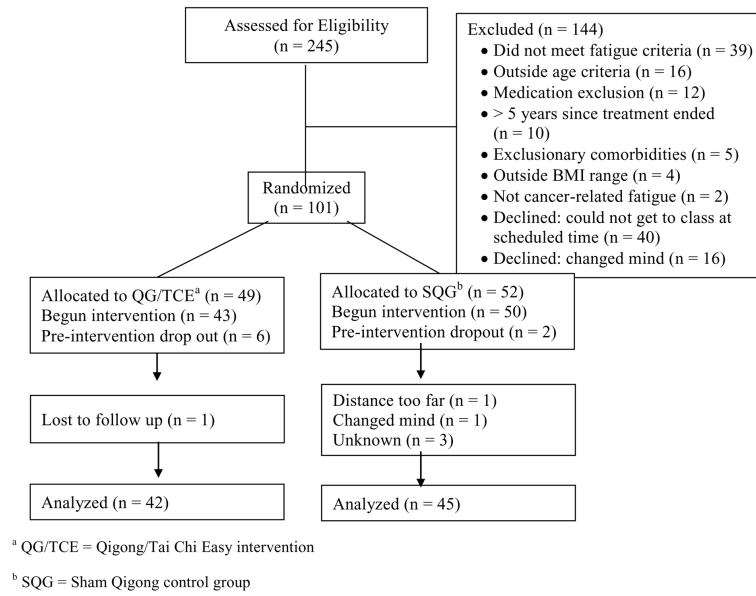 Assessed for Eligibility
(n = 245)
Excluded (n = 144)
• Did not meet fatigue criteria (n = 39)
• Outside age criteria (n = 16)
• Medication exclusion (n = 12)
• > 5 years since treatment ended
(n = 10)
• Exclusionary comorbidities (n = 5)
• Outside BMI range (n = 4)
• Not cancer-related fatigue (n = 2)
• Declined: could not get to class at
scheduled time (n = 40)
• Declined: changed mind (n = 16)
Randomized
(n = 101)
Allocated to QG/TCEᵃ (n = 49)
Begun intervention (n = 43)
Pre-intervention drop out (n = 6)
Allocated to SQGᵇ (n = 52)
Begun intervention (n = 50)
Pre-intervention dropout (n = 2)
Lost to follow up (n = 1)
Distance too far (n = 1)
Changed mind (n = 1)
Unknown (n = 3)
Analyzed (n = 42)
Analyzed (n = 45)
ᵃ QG/TCE = Qigong/Tai Chi Easy intervention
ᵇ SQG = Sham Qigong control group